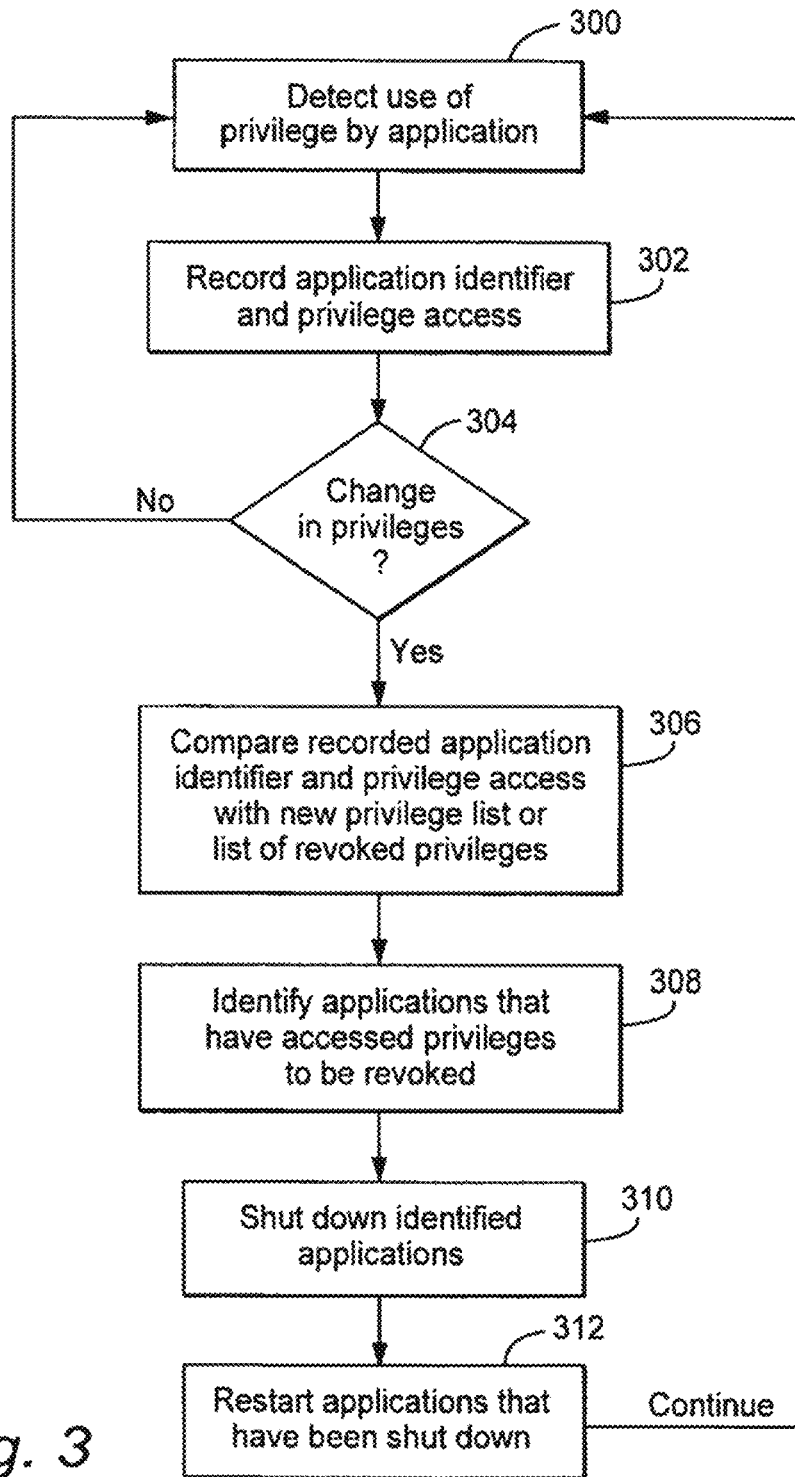 300
Detect use of
privilege by application
Record application identifier
and privilege access
302
304
Change
in privileges
?
No
Yes
Compare recorded application
identifier and privilege access
with new privilege list or
list of revoked privileges
306
Identify applications that
have accessed privileges
to be revoked
308
Shut down identified
applications
310
312
Restart applications that
have been shut down
Continue
g. 3